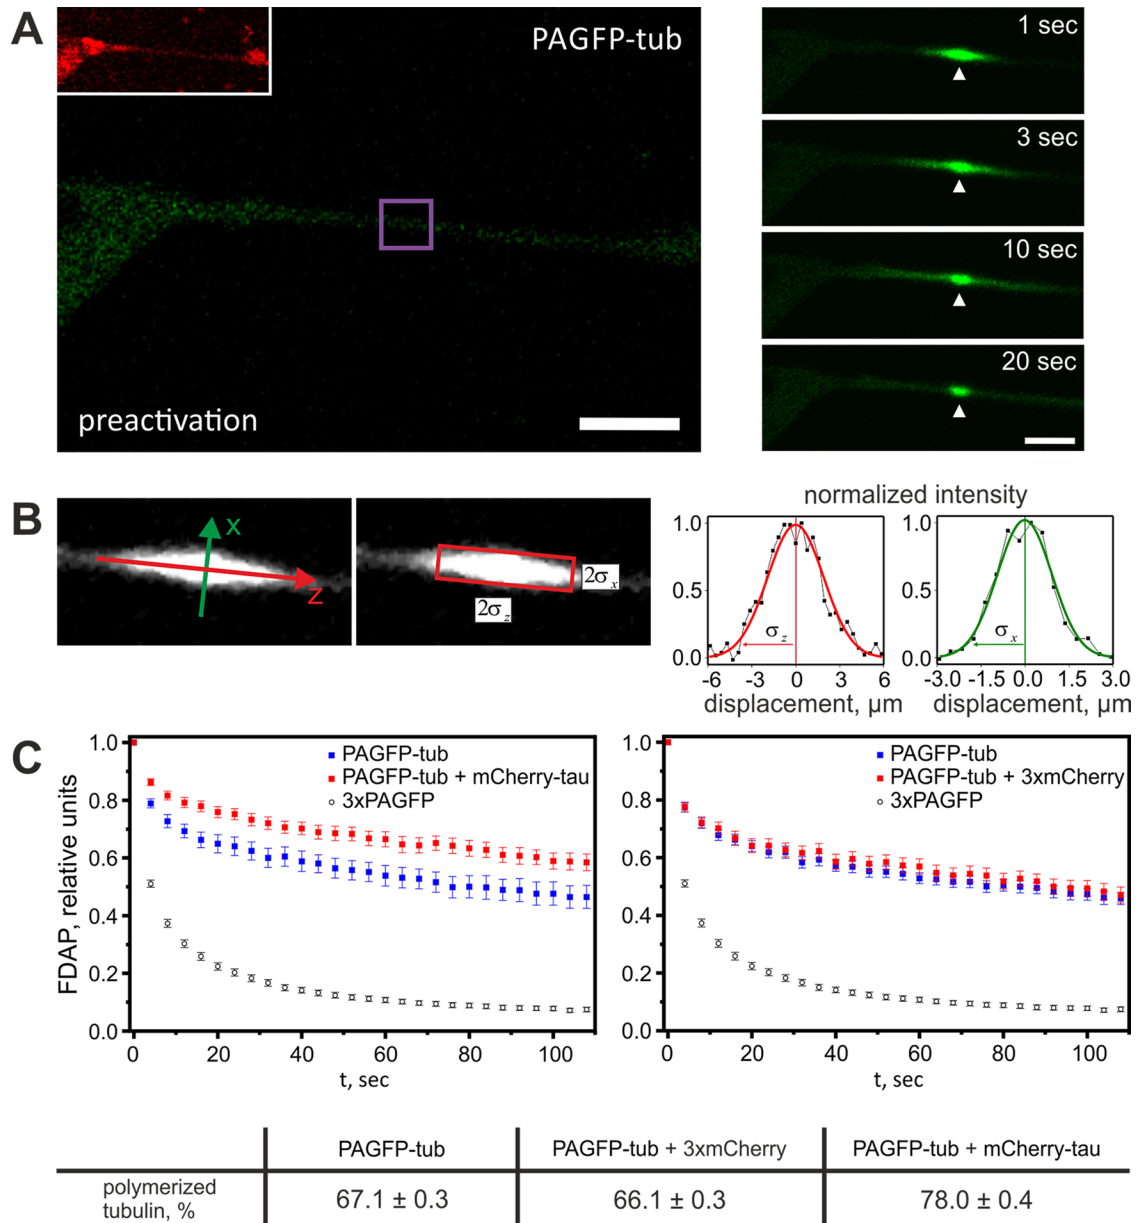 A
PAGFP-tub
preactivation
1 sec
3 sec
10 sec
20 sec
B
x
z
2σx
2σz
normalized intensity
1.0
0.5
0.0
σz
-6 -3 0 3 6
displacement, µm
1.0
0.5
0.0
σx
-3.0 -1.5 0 1.5 3.0
displacement, µm
C
FDAP, relative units
1.0
0.8
0.6
0.4
0.2
0.0
PAGFP-tub
PAGFP-tub + mCherry-tau
3xPAGFP
0 20 40 60 80 100
t, sec
1.0
0.8
0.6
0.4
0.2
0.0
PAGFP-tub
PAGFP-tub + 3xmCherry
3xPAGFP
0 20 40 60 80 100
t, sec
PAGFP-tub PAGFP-tub + 3xmCherry PAGFP-tub + mCherry-tau
polymerized
tubulin, %
67.1 ± 0.3 66.1 ± 0.3 78.0 ± 0.4